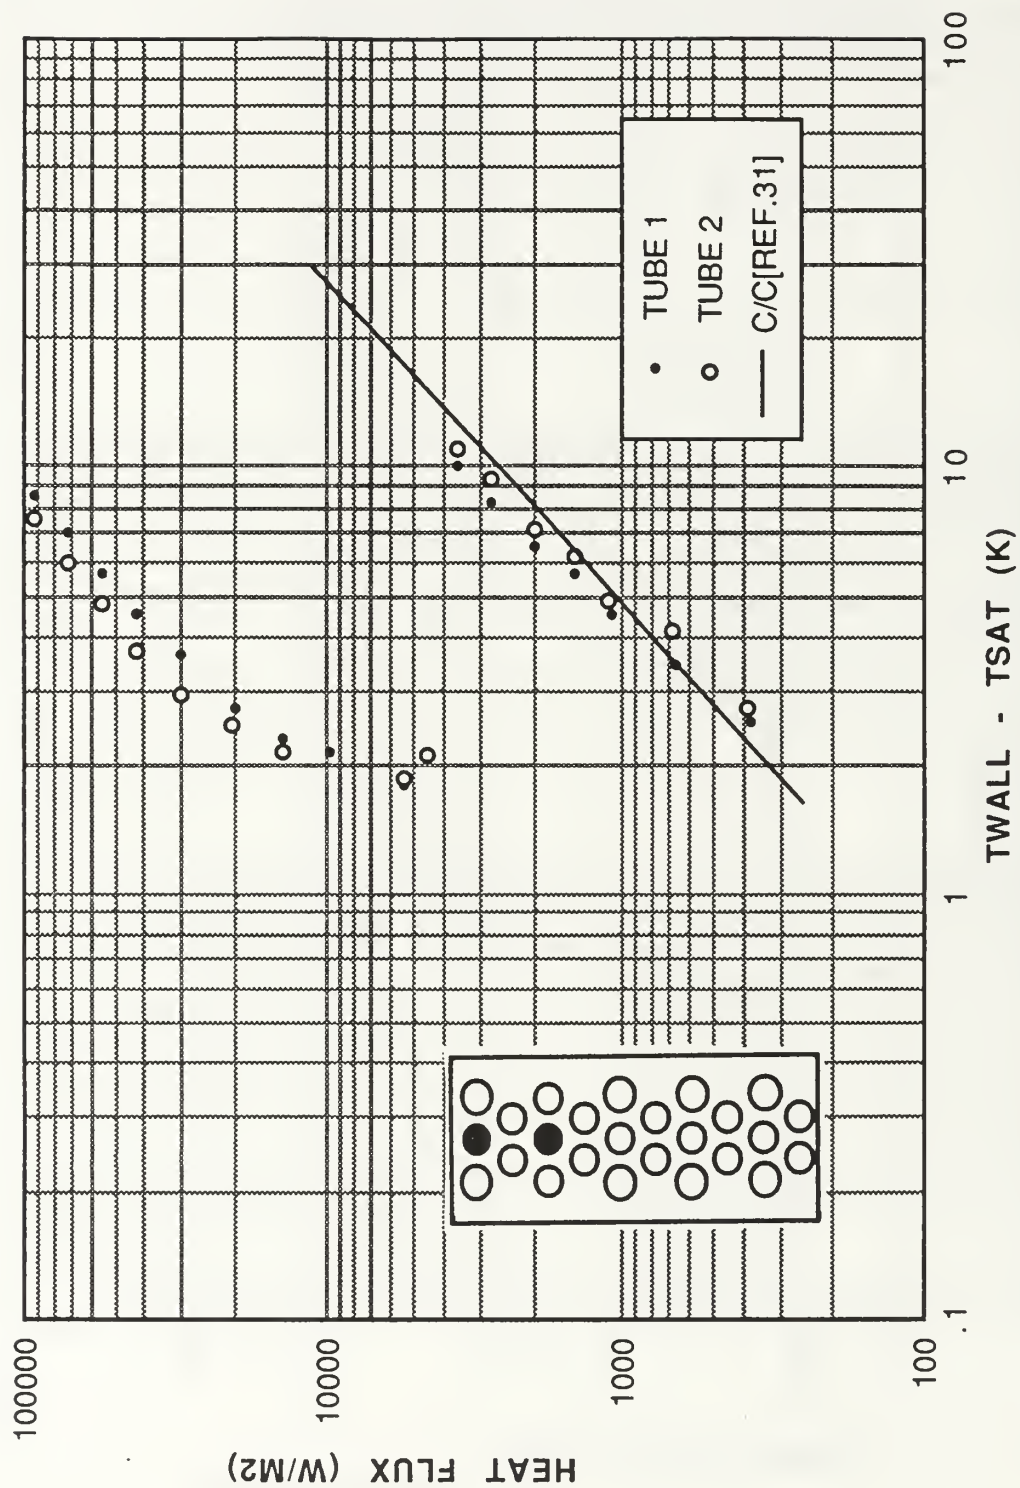 HEAT FLUX (W/M2)
100000
10000
1000
100
.1
1
10
100
TWALL - TSAT (K)
TUBE 1
TUBE 2
C/C[REF.31]